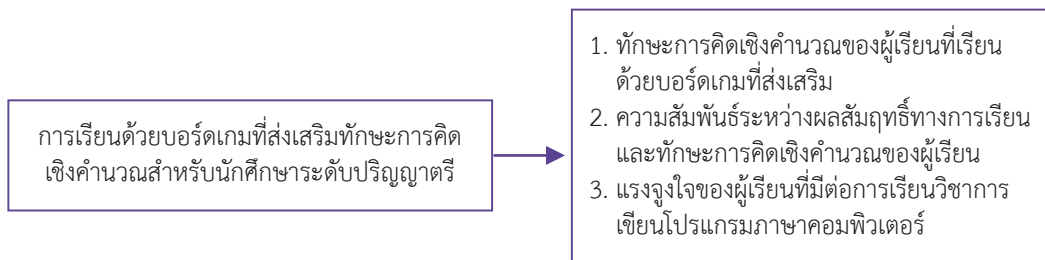 การเรียนด้วยบอร์ดเกมที่ส่งเสริมทักษะการคิด
เชิงคำนวณสำหรับนักศึกษาระดับปริญญาตรี
1. ทักษะการคิดเชิงคำนวณของผู้เรียนที่เรียน
ด้วยบอร์ดเกมที่ส่งเสริม
2. ความสัมพันธ์ระหว่างผลสัมฤทธิ์ทางการเรียน
และทักษะการคิดเชิงคำนวณของผู้เรียน
3. แรงจูงใจของผู้เรียนที่มีต่อการเรียนวิชาการ
เขียนโปรแกรมภาษาคอมพิวเตอร์